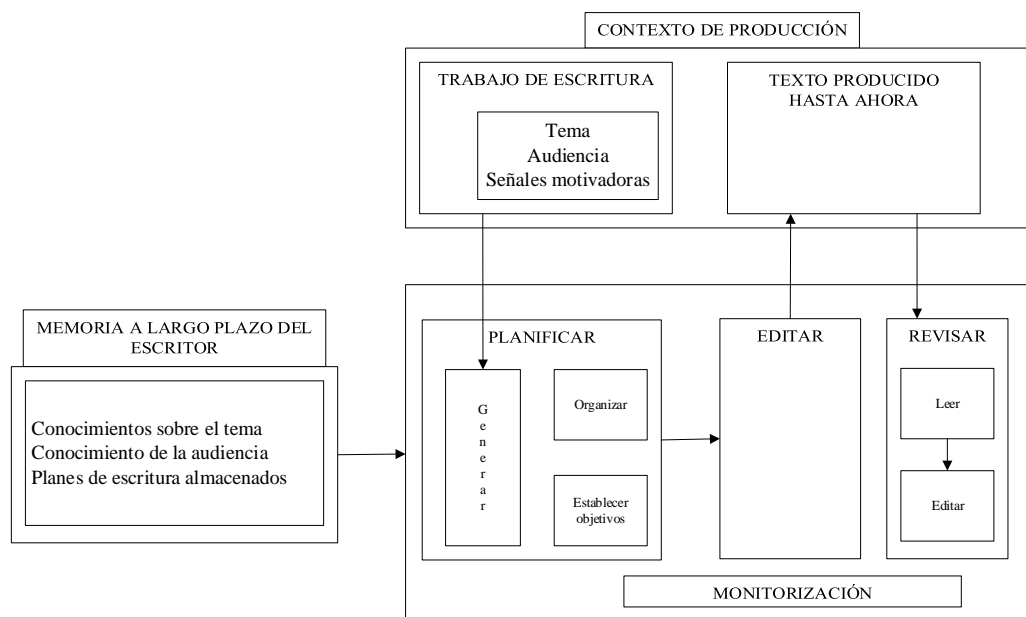 CONTEXTO DE PRODUCCIÓN
TRABAJO DE ESCRITURA
Tema
Audiencia
Señales motivadoras
TEXTO PRODUCIDO
HASTA AHORA
MEMORIA A LARGO PLAZO DEL
ESCRITOR
Conocimientos sobre el tema
Conocimiento de la audiencia
Planes de escritura almacenados
PLANIFICAR
Generar
Organizar
Establecer
objetivos
EDITAR
REVISAR
Leer
Editar
MONITORIZACIÓN